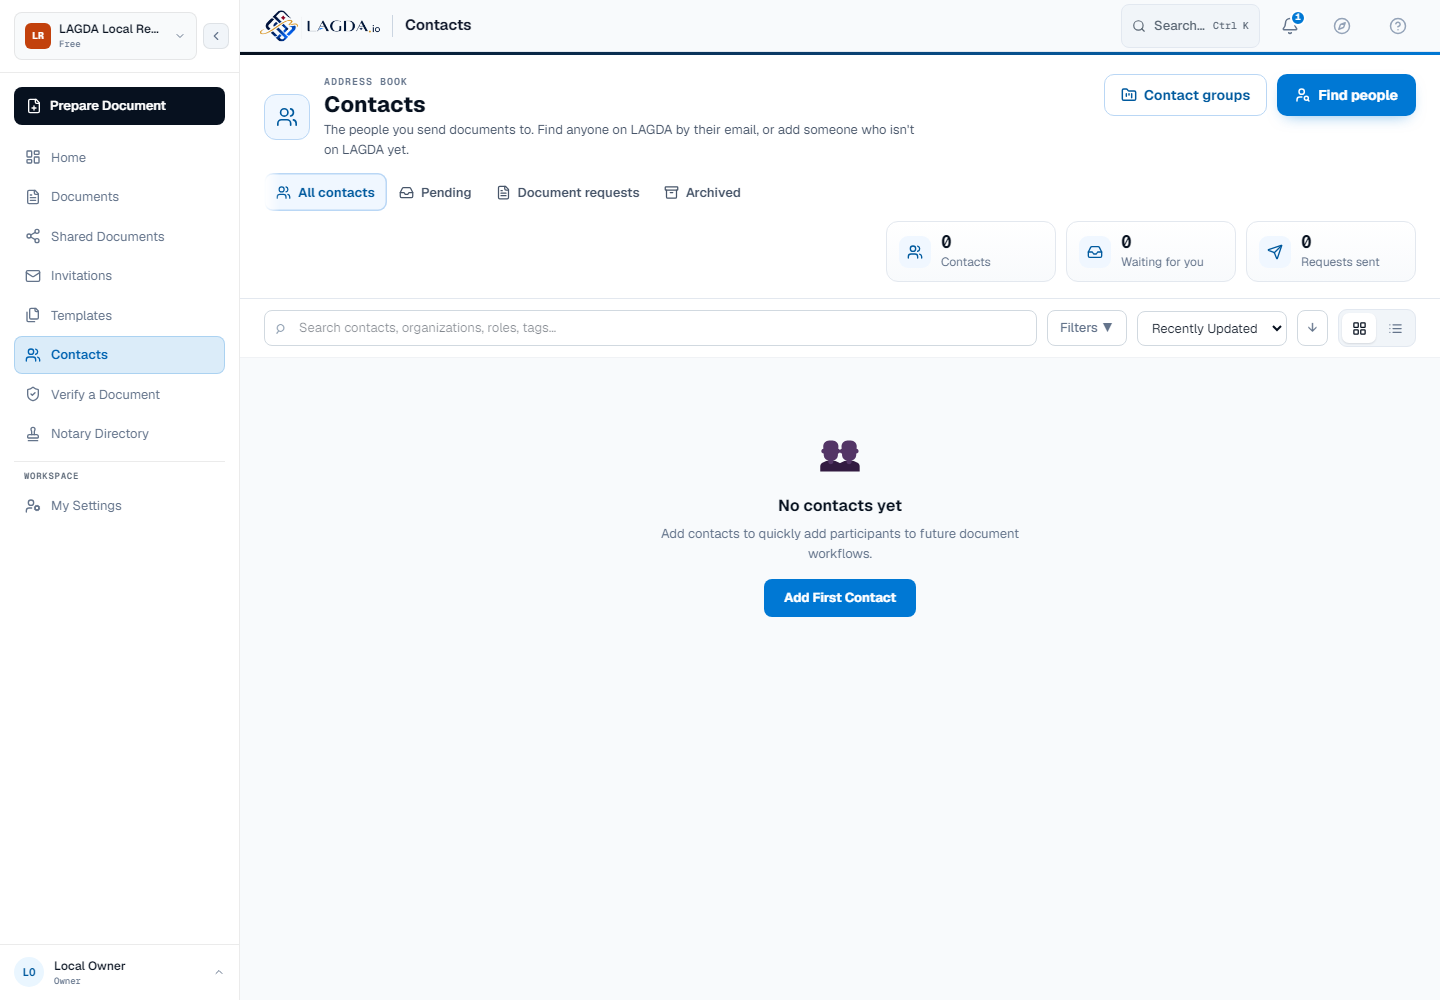 LR
LAGDA Local Re...
Free
Prepare Document
Home
Documents
Shared Documents
Invitations
Templates
Contacts
Verify a Document
Notary Directory
WORKSPACE
My Settings
LO
Local Owner
Owner
LAGDA.io
Contacts
Search... Ctrl K
1
ADDRESS BOOK
Contacts
The people you send documents to. Find anyone on LAGDA by their email, or add someone who isn't
on LAGDA yet.
Contact groups
Find people
All contacts
Pending
Document requests
Archived
0
Contacts
0
Waiting for you
0
Requests sent
Search contacts, organizations, roles, tags...
Filters ▼
Recently Updated
No contacts yet
Add contacts to quickly add participants to future document
workflows.
Add First Contact